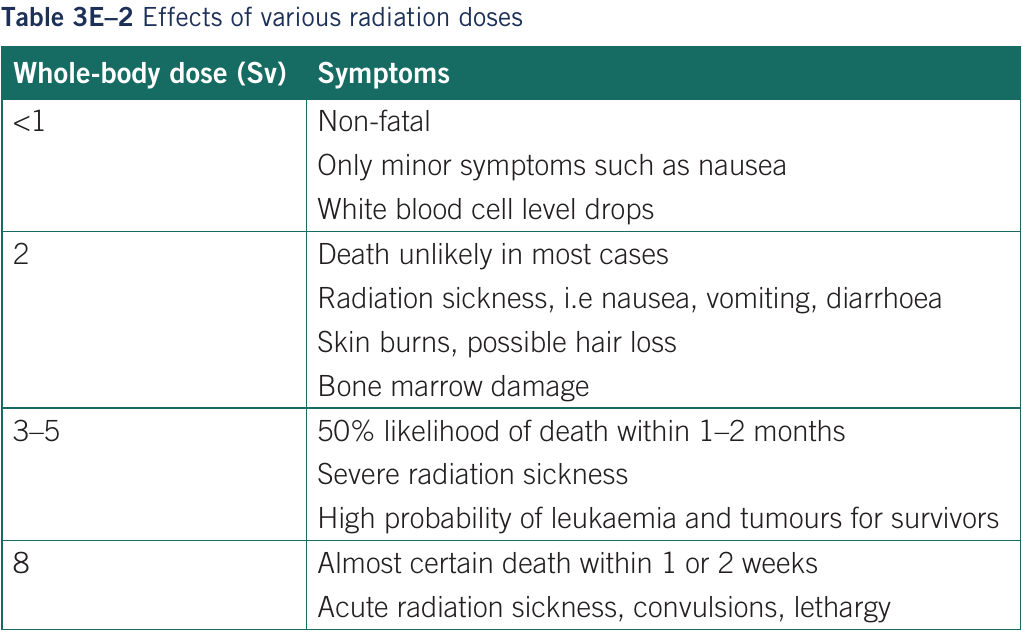 Table 3E–2 Effects of various radiation doses
Whole-body dose (Sv) Symptoms
<1 Non-fatal
Only minor symptoms such as nausea
White blood cell level drops
2 Death unlikely in most cases
Radiation sickness, i.e nausea, vomiting, diarrhoea
Skin burns, possible hair loss
Bone marrow damage
3–5 50% likelihood of death within 1–2 months
Severe radiation sickness
High probability of leukaemia and tumours for survivors
8 Almost certain death within 1 or 2 weeks
Acute radiation sickness, convulsions, lethargy